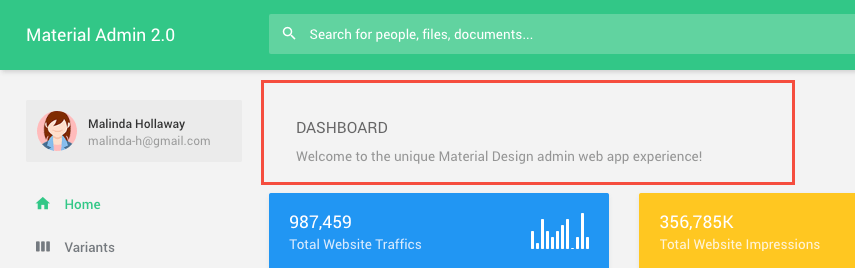 Material Admin 2.0
Search for people, files, documents...
Malinda Hollaway
malinda-h@gmail.com
Home
Variants
DASHBOARD
Welcome to the unique Material Design admin web app experience!
987,459
Total Website Traffics
356,785K
Total Website Impressions